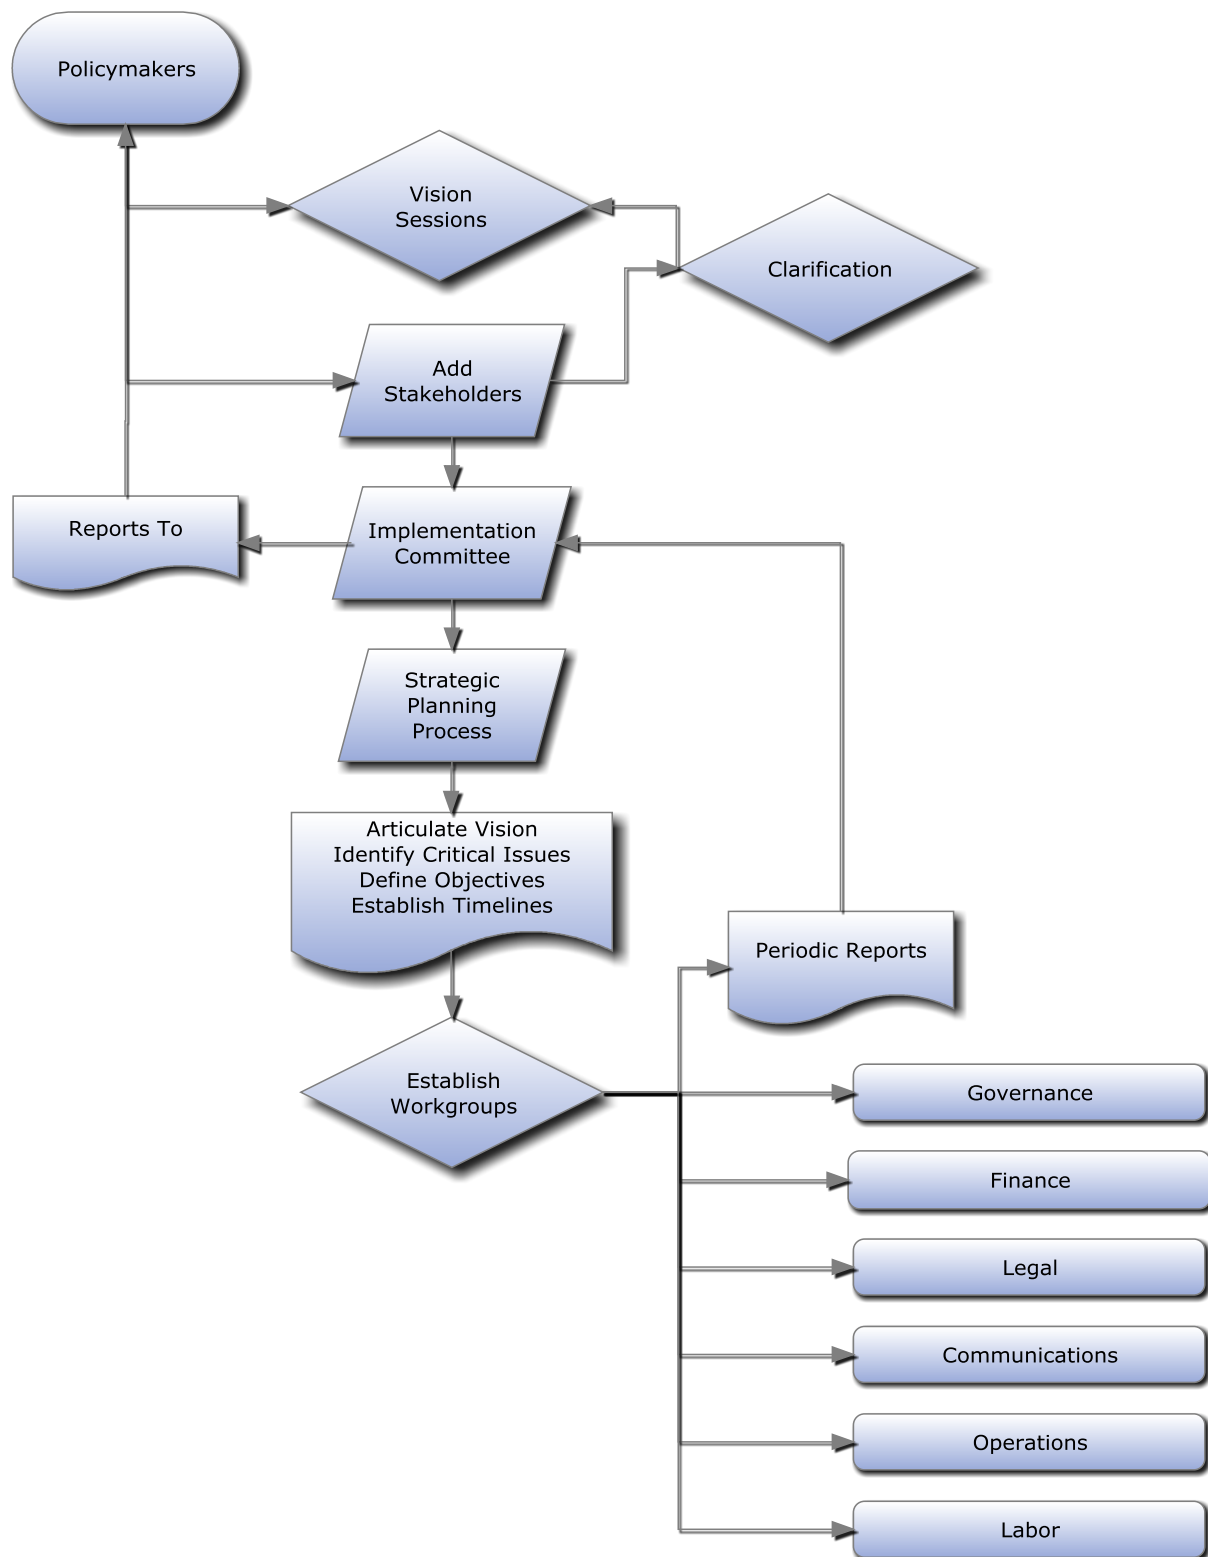 Policymakers
Vision
Sessions
Clarification
Add
Stakeholders
Reports To
Implementation
Committee
Strategic
Planning
Process
Articulate Vision
Identify Critical Issues
Define Objectives
Establish Timelines
Periodic Reports
Establish
Workgroups
Governance
Finance
Legal
Communications
Operations
Labor